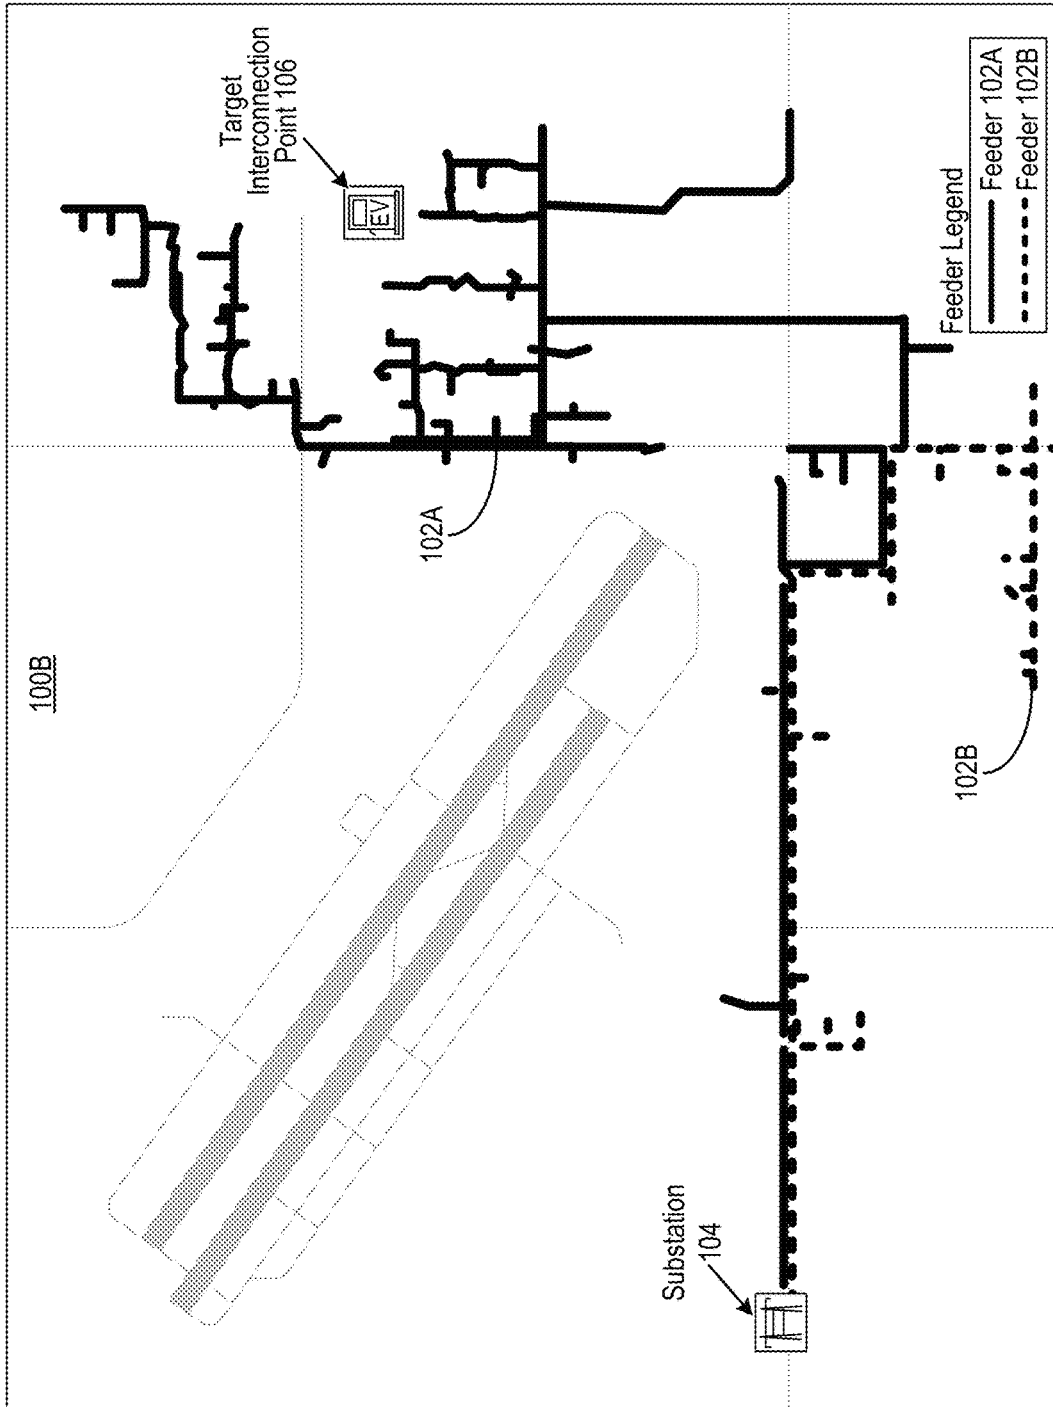 100B
Target
Interconnection
Point 106
EV
102A
Substation
104
102B
Feeder Legend
Feeder 102A
Feeder 102B